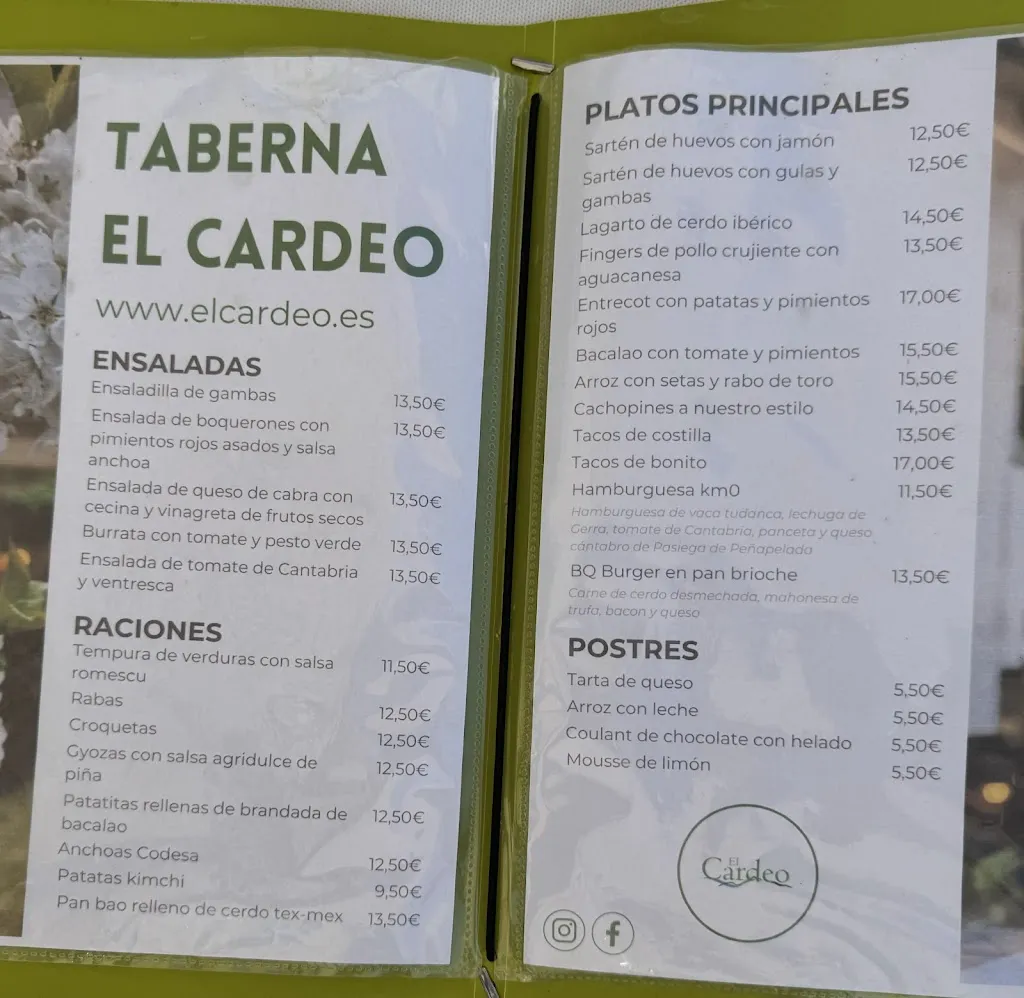 TABERNA
EL CARDEO
www.elcardeo.es
ENSALADAS
Ensaladilla de gambas 13,50€
Ensalada de boquerones con 13,50€
pimientos rojos asados y salsa
anchoa
Ensalada de queso de cabra con 13,50€
cecina y vinagreta de frutos secos
Burrata con tomate y pesto verde 13,50€
Ensalada de tomate de Cantabria 13,50€
y ventresca
RACIONES
Tempura de verduras con salsa 11,50€
romescu
Rabas 12,50€
Croquetas 12,50€
Gyozas con salsa agridulce de 12,50€
piña
Patatitas rellenas de brandada de 12,50€
bacalao
Anchoas Codesa 12,50€
Patatas kimchi 9,50€
Pan bao relleno de cerdo tex-mex 13,50€
PLATOS PRINCIPALES
Sartén de huevos con jamón 12,50€
Sartén de huevos con gulas y 12,50€
gambas
Lagarto de cerdo ibérico 14,50€
Fingers de pollo crujiente con 13,50€
aguacanesa
Entrecot con patatas y pimientos 17,00€
rojos
Bacalao con tomate y pimientos 15,50€
Arroz con setas y rabo de toro 15,50€
Cachopines a nuestro estilo 14,50€
Tacos de costilla 13,50€
Tacos de bonito 17,00€
Hamburguesa km0 11,50€
Hamburguesa de vaca tudanca, lechuga de
Gerra, tomate de Cantabria, panceta y queso
cántabro de Pasiega de Peñapelada
BQ Burger en pan brioche 13,50€
Carne de cerdo desmechada, mahonesa de
trufa, bacon y queso
POSTRES
Tarta de queso 5,50€
Arroz con leche 5,50€
Coulant de chocolate con helado 5,50€
Mousse de limón 5,50€
EL
Cardeo